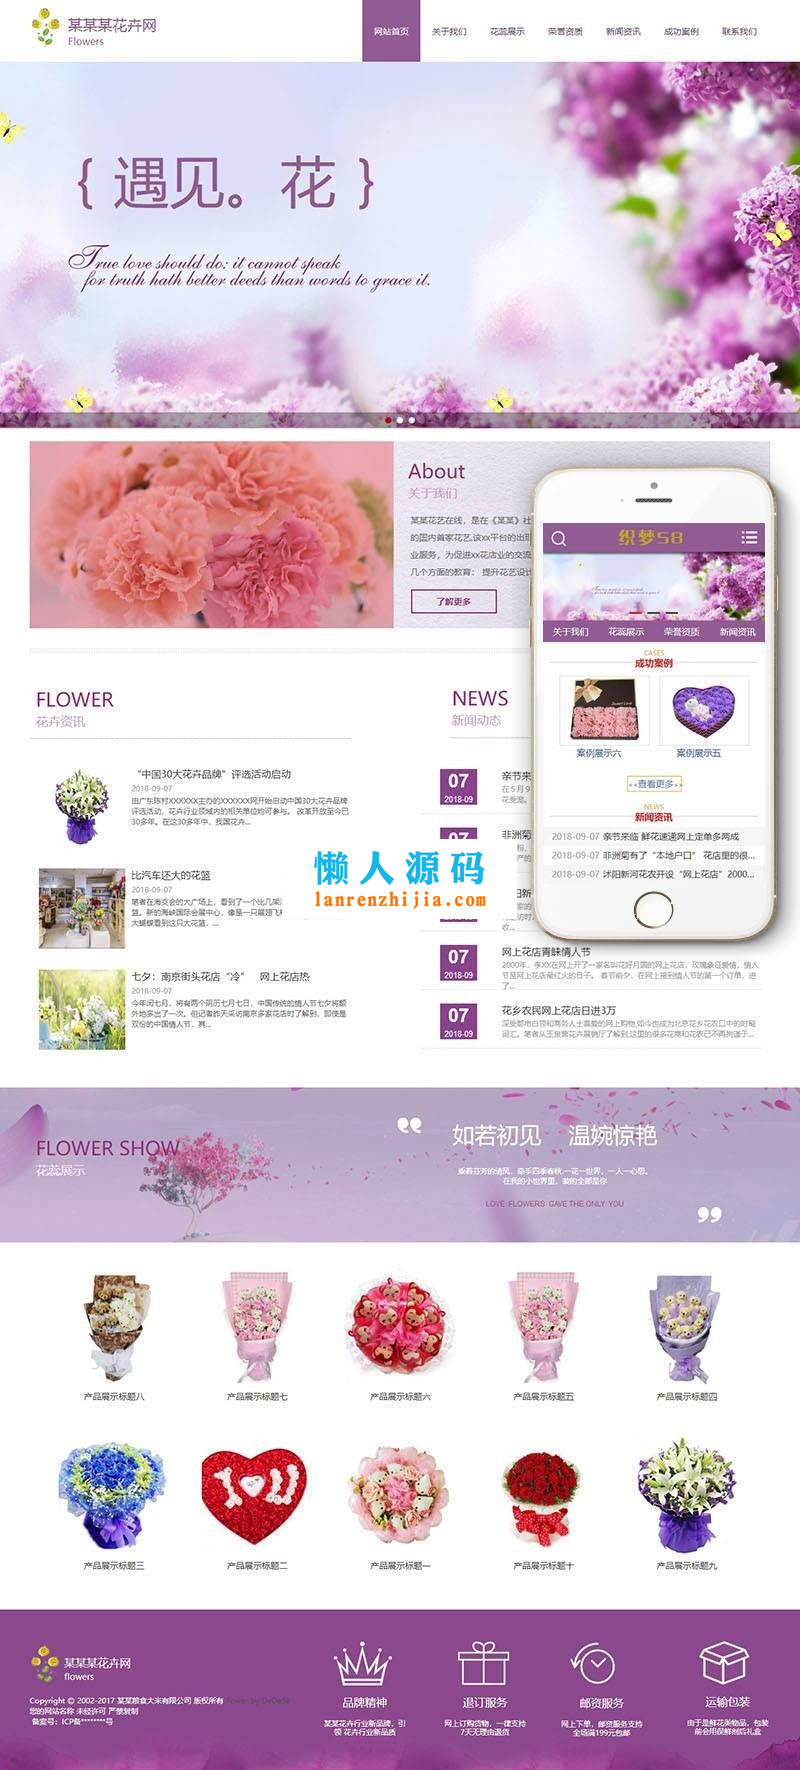 某某某花卉网
Flowers
网站首页
关于我们
花蕊展示
荣誉资质
新闻资讯
成功案例
联系我们
{ 遇见。花 }
True love should do: it cannot speak
for truth hath better deeds than words to grace it.
About
关于我们
某某花艺在线，是在《某某》社
的国内首家花艺,该xx平台的出现
业服务，为促进xx花店业的交流
几个方面的教育： 提升花艺设计
了解更多
织梦58
关于我们
花蕊展示
荣誉资质
新闻资讯
CASES
成功案例
案例展示六
案例展示五
<<查看更多>>
NEWS
新闻资讯
2018-09-07 亲节来临 鲜花速递网上定单多两成
2018-09-07 非洲菊有了“本地户口” 花店里的很...
2018-09-07 沐阳新河花农开设“网上花店”2000...
FLOWER
花卉资讯
“中国30大花卉品牌”评选活动启动
2018-09-07
由广东陈村XXXXXX主办的XXXXXX网开始启动中国30大花卉品牌
评选活动，花卉行业领域内的相关单位均可参与。 改革开放至今已
30多年。在这30多年中，我国花卉...
比汽车还大的花篮
2018-09-07
笔者在海交会的大广场上，看到了一个比几架
篮。新的海峡国际会展中心，像是一只展翅飞
大蝴蝶看到这只大花篮，...
七夕：南京街头花店“冷” 网上花店热
2018-09-07
今年闰七月，将有两个阴历七月七日，中国传统的情人节七夕将额
外地多出了一次。但记者昨天采访南京多家花店时了解到，即使是
双份的中国情人节，其...
NEWS
新闻动态
07
2018-09
亲节来
在５月９
花受宠。
07
非洲菊
07
2018-09
网上花店青睐情人节
2000年，李XX在网上开了一家名叫花好月圆的网上花店，玫瑰象征爱情，情人
节是网上花店最红火的日子。 春节前夕，在网上接到情人节的第一个订单，进
了...
07
2018-09
花乡农民网上花店日进3万
深受都市白领和商务人士喜爱的网上购物,如今也成为北京花乡花农口中的时髦
词汇。笔者从玉泉营花卉展销厅了解到,这里的很多花商和花农已不再拘泥于...
懒人源码
lanrenzhijia.com
FLOWER SHOW
花蕊展示
如若初见 温婉惊艳
乘着芬芳的清风，牵手四季春秋,一花一世界，一人一心思。
在我的小世界里，装的全都是你
LOVE FLOWERS GAVE THE ONLY YOU
产品展示标题八
产品展示标题七
产品展示标题六
产品展示标题五
产品展示标题四
产品展示标题三
产品展示标题二
产品展示标题一
产品展示标题十
产品展示标题九
某某某花卉网
flowers
Copyright © 2002-2017 某某粮食大米有限公司 版权所有 Power by DeDe58
您的网站名称 未经许可 严禁复制
备案号：ICP备********号
品牌精神
某某花卉行业新品牌，引
领 花卉行业新品质
退订服务
网上订购货物，一律支持
7天无理由退货
邮资服务
网上下单，邮资服务支持
全场满199元包邮
运输包装
由于是鲜花类物品，包装
前会用保鲜剂后礼盒